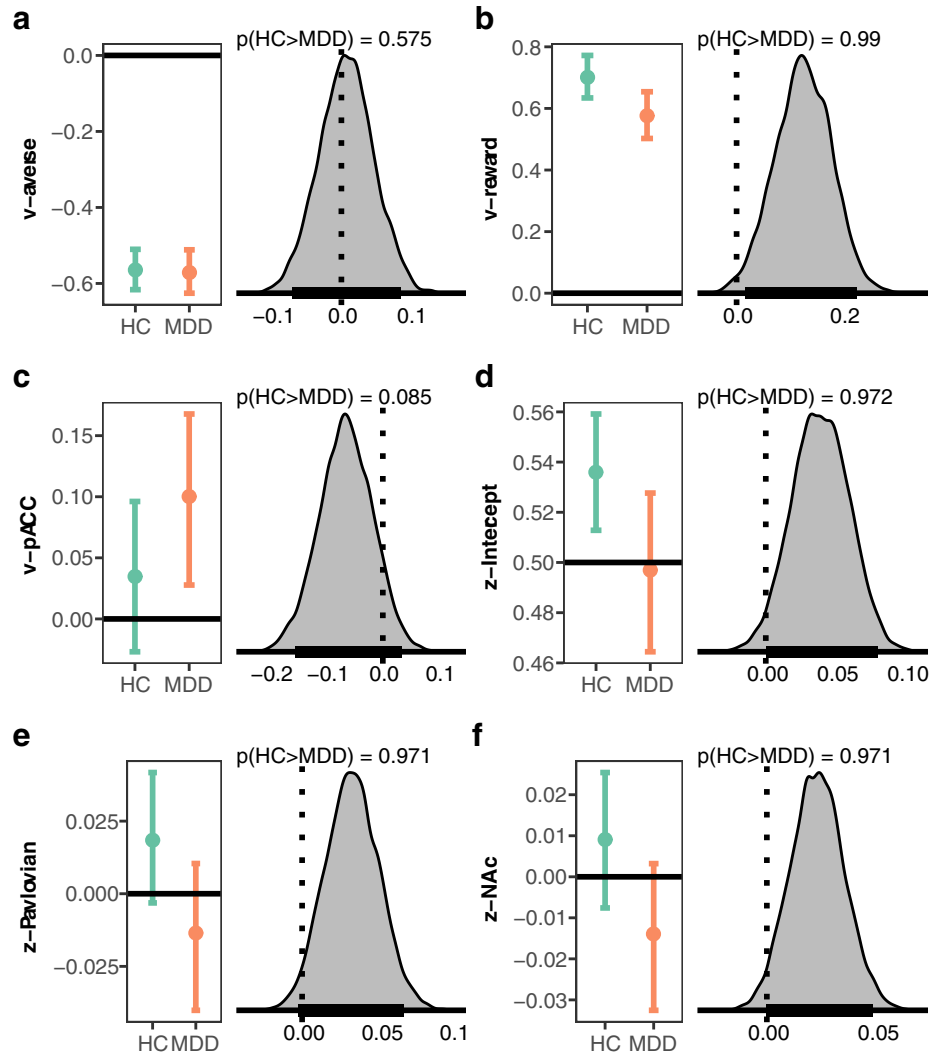 a
p(HC>MDD) = 0.575
v−averse
0.0
−0.2
−0.4
−0.6
HC MDD
−0.1 0.0 0.1
b
p(HC>MDD) = 0.99
v−reward
0.8
0.6
0.4
0.2
0.0
HC MDD
0.0 0.2
c
p(HC>MDD) = 0.085
v−pACC
0.15
0.10
0.05
0.00
HC MDD
−0.2 −0.1 0.0 0.1
d
p(HC>MDD) = 0.972
z−Intecept
0.56
0.54
0.52
0.50
0.48
0.46
HC MDD
0.00 0.05 0.10
e
p(HC>MDD) = 0.971
z−Pavlovian
0.025
0.000
−0.025
HC MDD
0.00 0.05 0.1
f
p(HC>MDD) = 0.971
z−NAc
0.02
0.01
0.00
−0.01
−0.02
−0.03
HC MDD
0.00 0.05